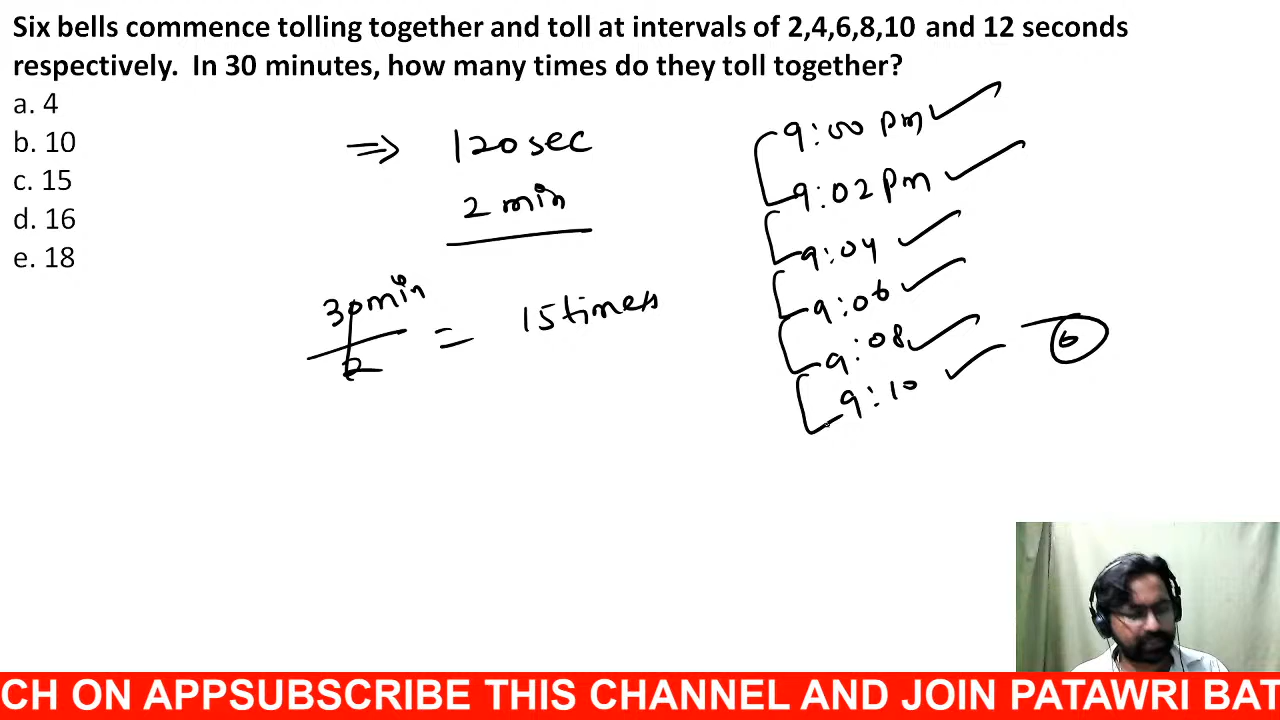 Six bells commence tolling together and toll at intervals of 2,4,6,8,10 and 12 seconds
respectively. In 30 minutes, how many times do they toll together?
a. 4
b. 10
c. 15
d. 16
e. 18
⇒ 120 sec
2 min
30 min
2
= 15 times
9:00 pm
9:02 pm
9:04
9:06
9:08
9:10
6
CH ON APPSUBSCRIBE THIS CHANNEL AND JOIN PATAWRI BAT